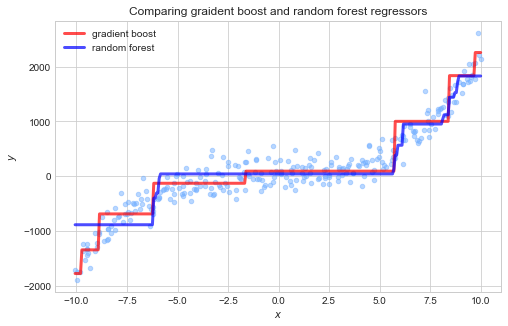 Comparing graident boost and random forest regressors
gradient boost
random forest
2000
1000
0
−1000
−2000
y
−10.0 −7.5 −5.0 −2.5 0.0 2.5 5.0 7.5 10.0
x